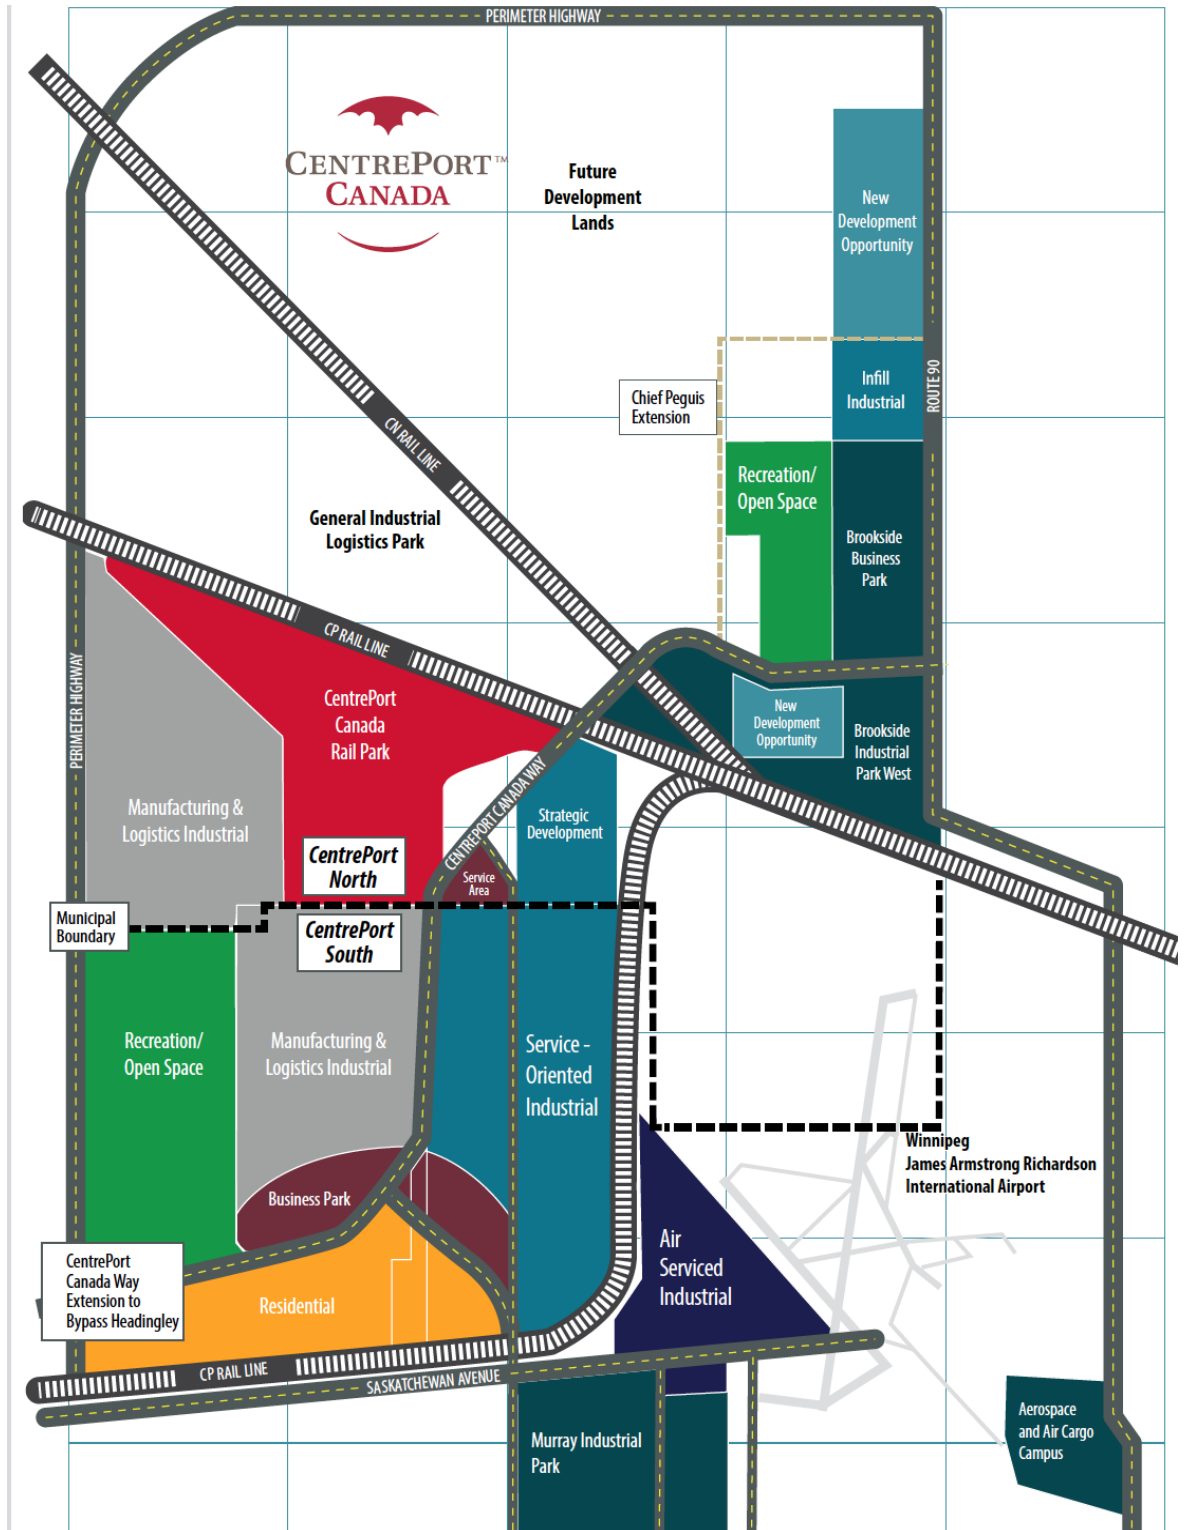 PERIMETER HIGHWAY
CENTREPORT™
CANADA
Future
Development
Lands
New
Development
Opportunity
Infill
Industrial
ROUTE 90
Chief Peguis
Extension
CN RAIL LINE
Recreation/
Open Space
General Industrial
Logistics Park
Brookside
Business
Park
CP RAIL LINE
PERIMETER HIGHWAY
CentrePort
Canada
Rail Park
New
Development
Opportunity
Brookside
Industrial
Park West
CENTREPORT CANADA WAY
Manufacturing &
Logistics Industrial
Strategic
Development
CentrePort
North
Service
Area
Municipal
Boundary
CentrePort
South
Recreation/
Open Space
Manufacturing &
Logistics Industrial
Service -
Oriented
Industrial
Winnipeg
James Armstrong Richardson
International Airport
Business Park
Air
Serviced
Industrial
CentrePort
Canada Way
Extension to
Bypass Headingley
Residential
CP RAIL LINE
SASKATCHEWAN AVENUE
Aerospace
and Air Cargo
Campus
Murray Industrial
Park